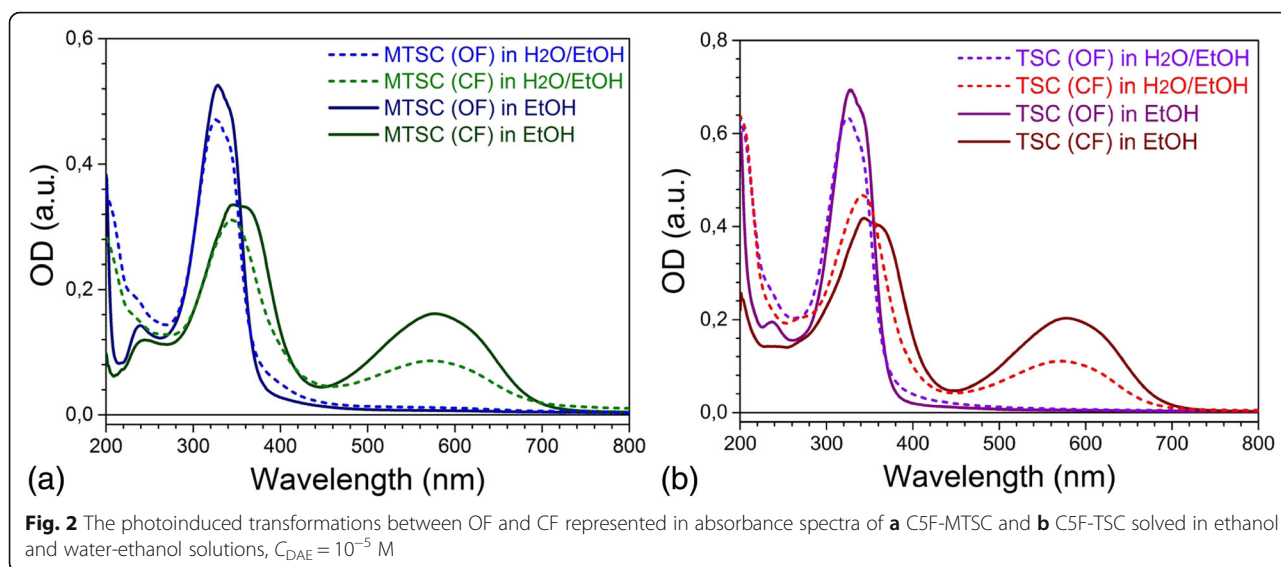 0,6
0,4
0,2
0,0
OD (a.u.)
MTSC (OF) in H2O/EtOH
MTSC (CF) in H2O/EtOH
MTSC (OF) in EtOH
MTSC (CF) in EtOH
200 300 400 500 600 700 800
Wavelength (nm)
(a)
0,8
0,6
0,4
0,2
0,0
OD (a.u.)
TSC (OF) in H2O/EtOH
TSC (CF) in H2O/EtOH
TSC (OF) in EtOH
TSC (CF) in EtOH
200 300 400 500 600 700 800
Wavelength (nm)
(b)
Fig. 2 The photoinduced transformations between OF and CF represented in absorbance spectra of a C5F-MTSC and b C5F-TSC solved in ethanol
and water-ethanol solutions, C_DAE = 10⁻⁵ M